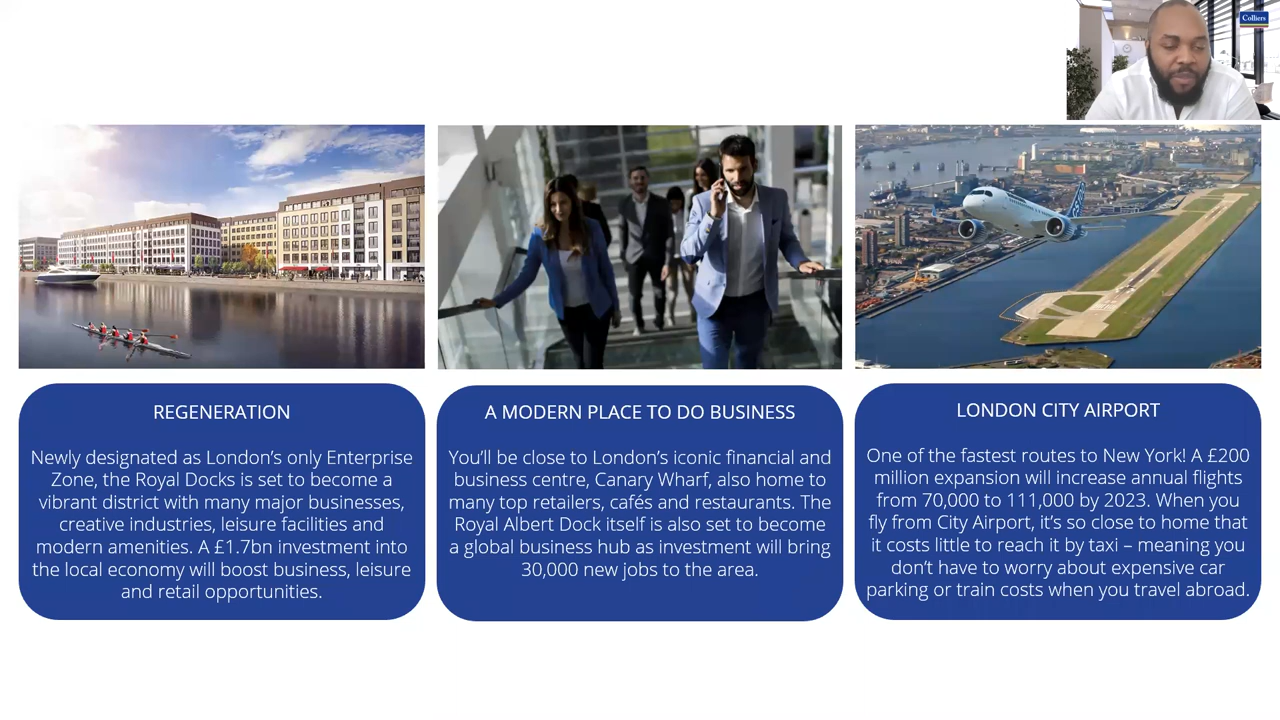 Colliers
REGENERATION
Newly designated as London’s only Enterprise
Zone, the Royal Docks is set to become a
vibrant district with many major businesses,
creative industries, leisure facilities and
modern amenities. A £1.7bn investment into
the local economy will boost business, leisure
and retail opportunities.
A MODERN PLACE TO DO BUSINESS
You’ll be close to London’s iconic financial and
business centre, Canary Wharf, also home to
many top retailers, cafés and restaurants. The
Royal Albert Dock itself is also set to become
a global business hub as investment will bring
30,000 new jobs to the area.
LONDON CITY AIRPORT
One of the fastest routes to New York! A £200
million expansion will increase annual flights
from 70,000 to 111,000 by 2023. When you
fly from City Airport, it’s so close to home that
it costs little to reach it by taxi – meaning you
don’t have to worry about expensive car
parking or train costs when you travel abroad.